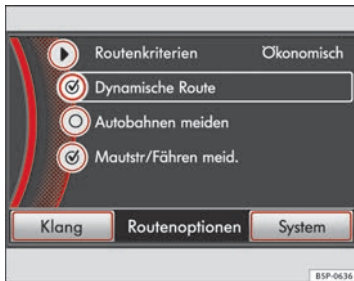 Routenkriterien Ökonomisch
Dynamische Route
Autobahnen meiden
Mautstr/Fähren meid.
Klang Routenoptionen System
B5P-0636